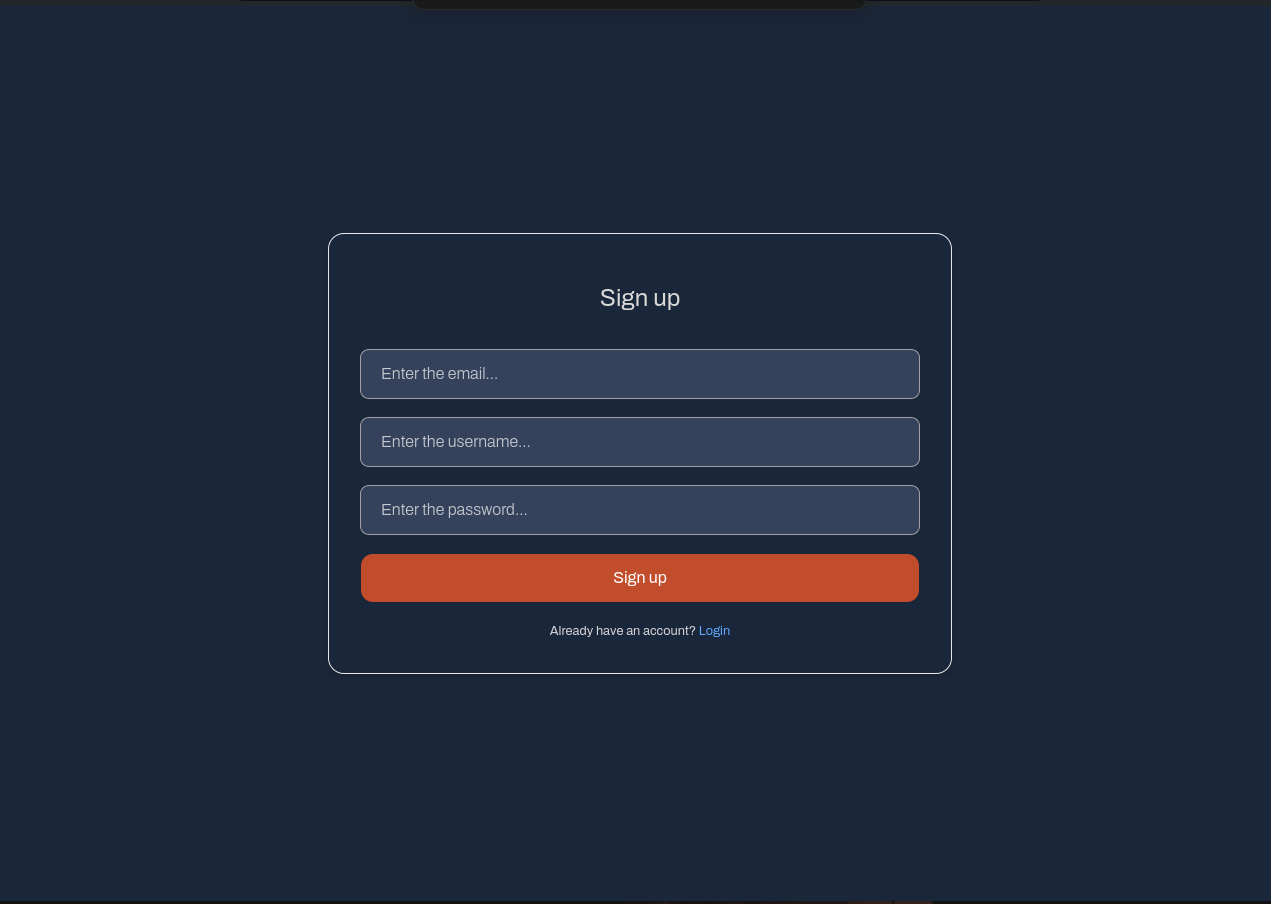 Sign up
Enter the email...
Enter the username...
Enter the password...
Sign up
Already have an account? Login